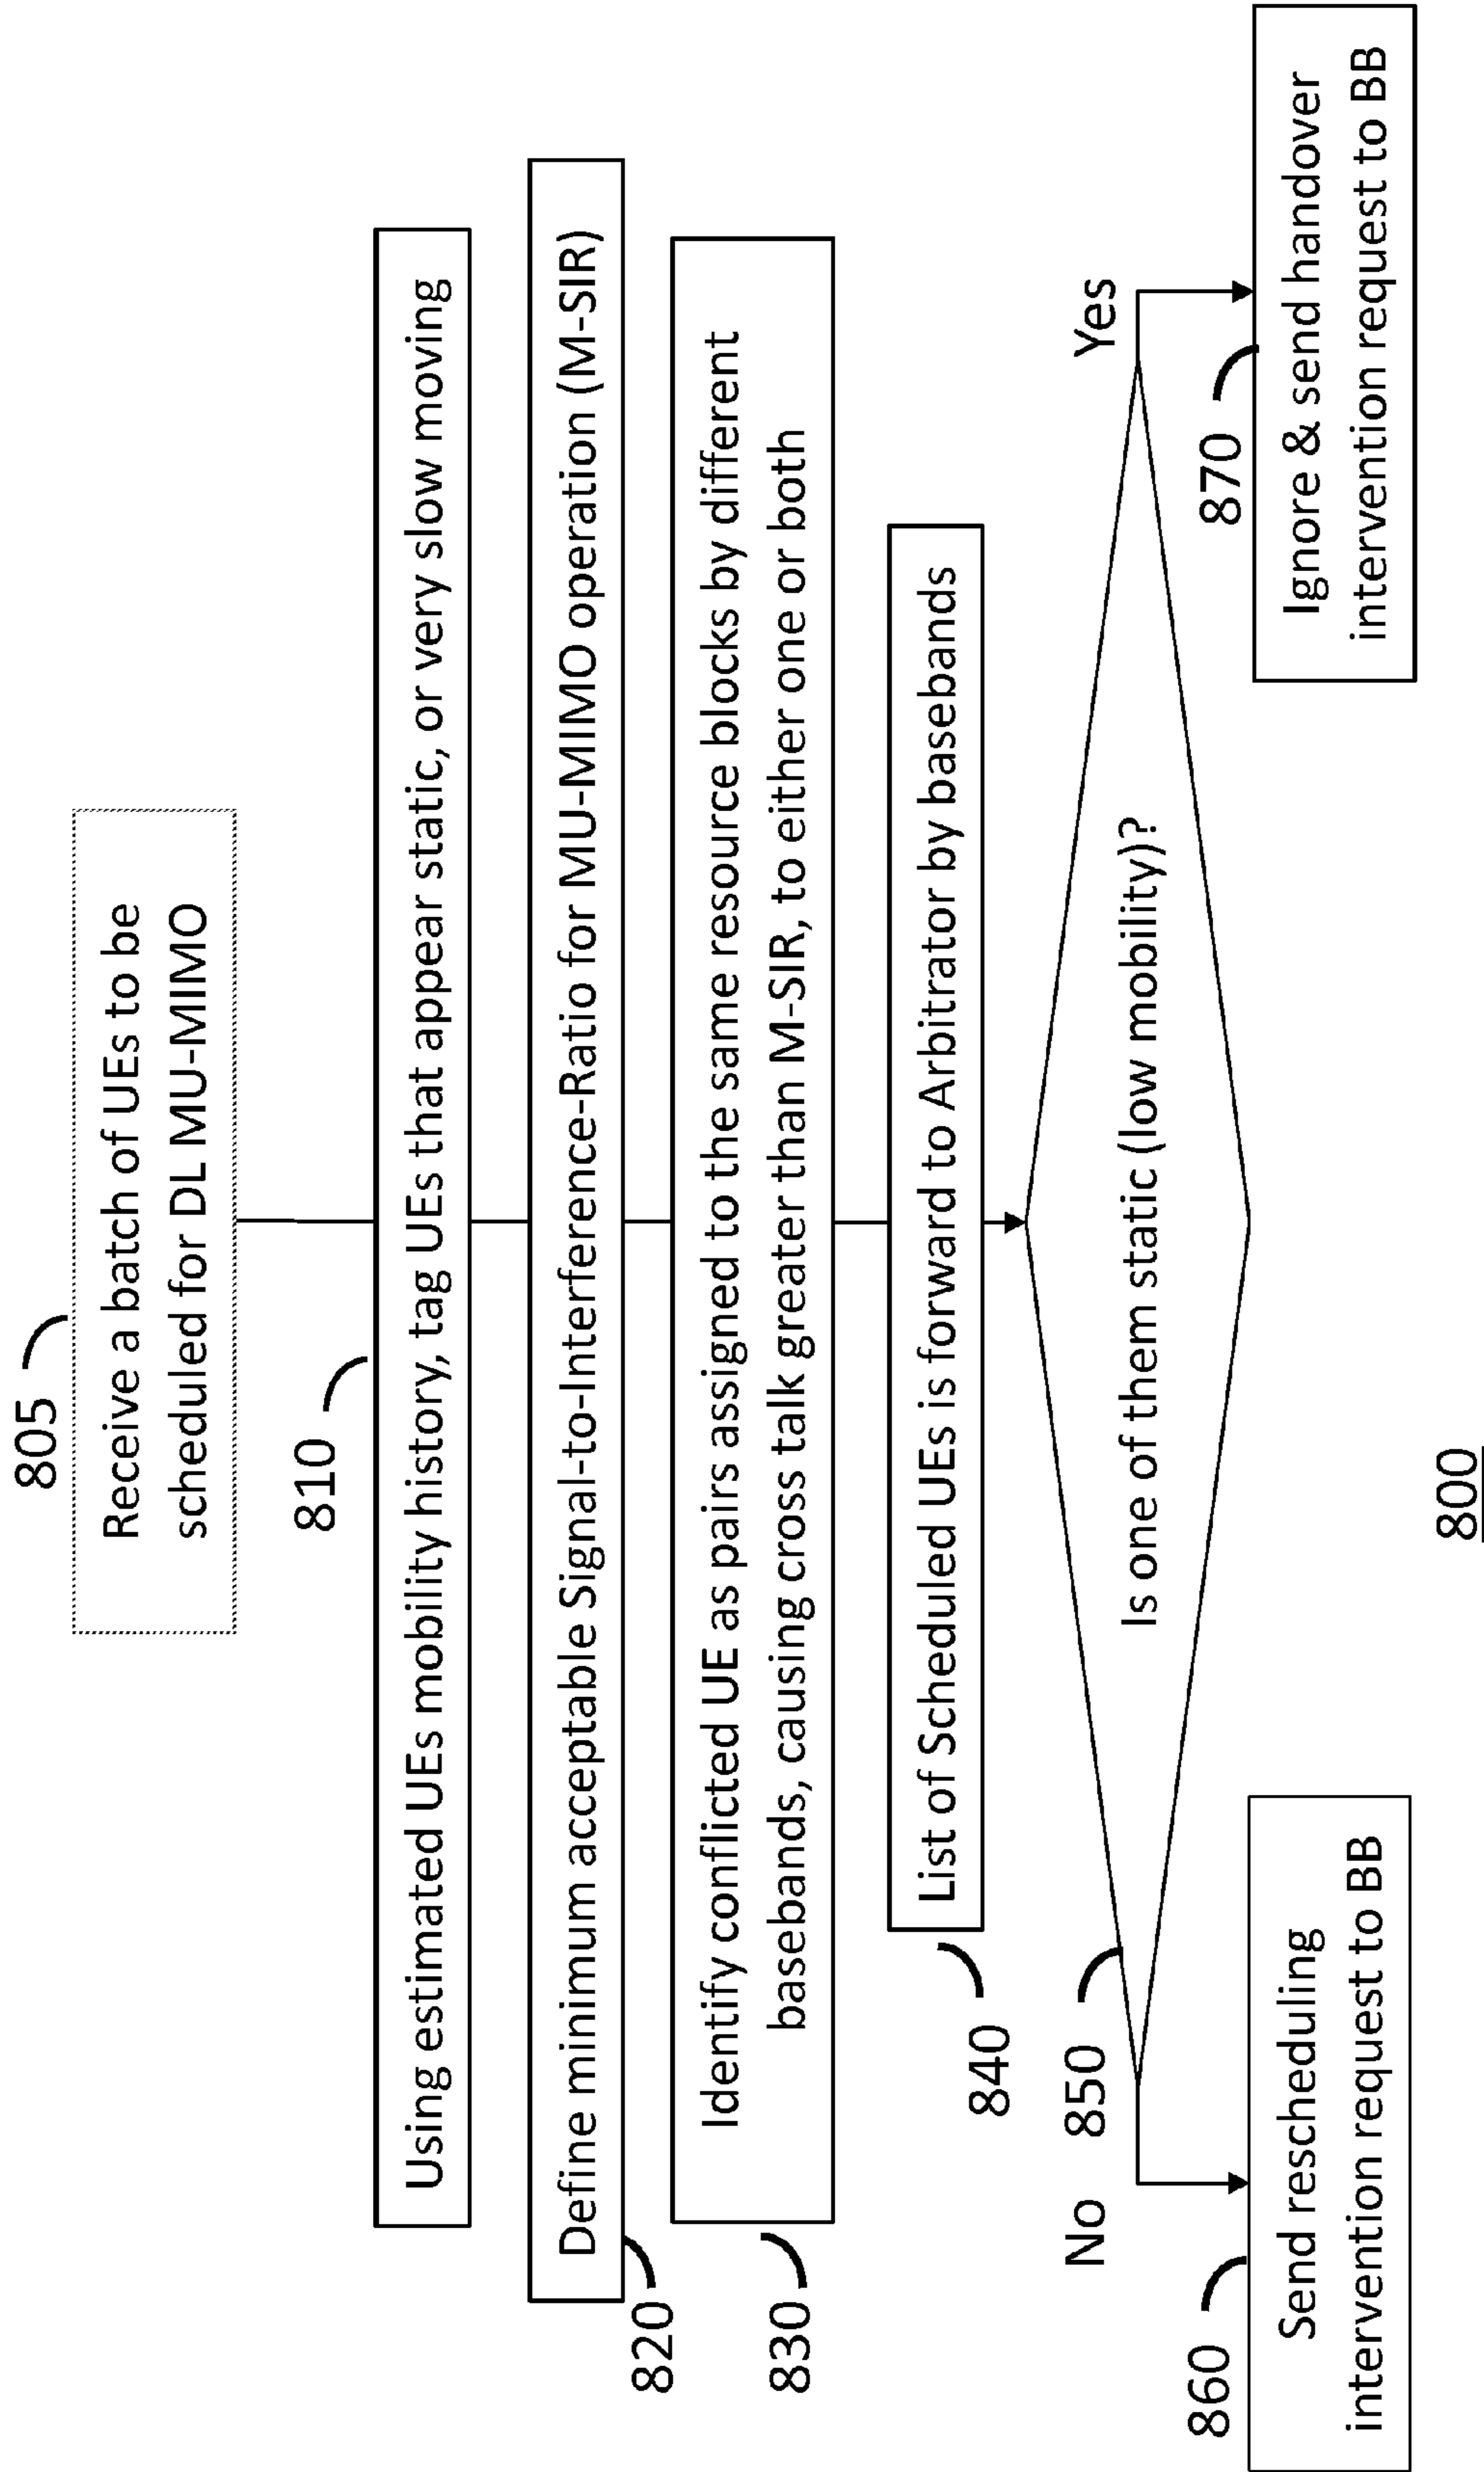 805
Receive a batch of UEs to be
scheduled for DL MU-MIMO
810
Using estimated UEs mobility history, tag UEs that appear static, or very slow moving
820
Define minimum acceptable Signal-to-Interference-Ratio for MU-MIMO operation (M-SIR)
830
Identify conflicted UE as pairs assigned to the same resource blocks by different
basebands, causing cross talk greater than M-SIR, to either one or both
840
List of Scheduled UEs is forward to Arbitrator by basebands
850
Is one of them static (low mobility)?
No
Yes
860
Send rescheduling
intervention request to BB
870
Ignore & send handover
intervention request to BB
800